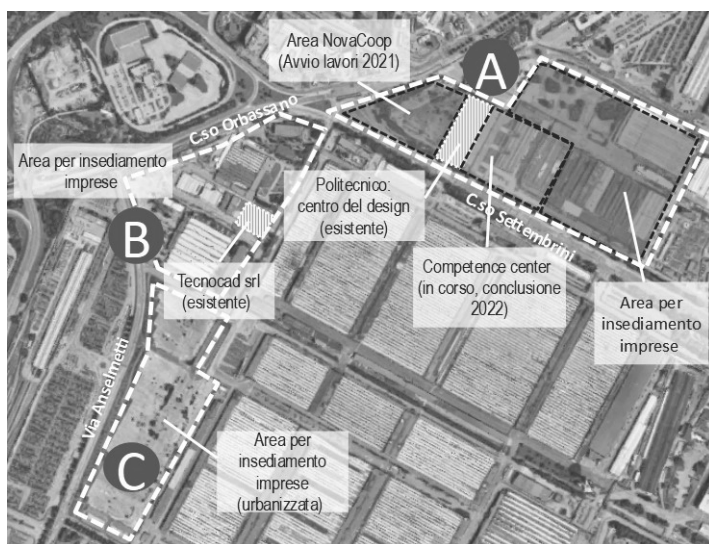 Area NovaCoop
(Avvio lavori 2021)
A
C.so Orbassano
Area per insediamento
imprese
Politecnico:
centro del design
(esistente)
C.so Settembrini
B
Tecnocad srl
(esistente)
Competence center
(in corso, conclusione
2022)
Area per
insediamento
imprese
Via Anselmetti
C
Area per
insediamento
imprese
(urbanizzata)